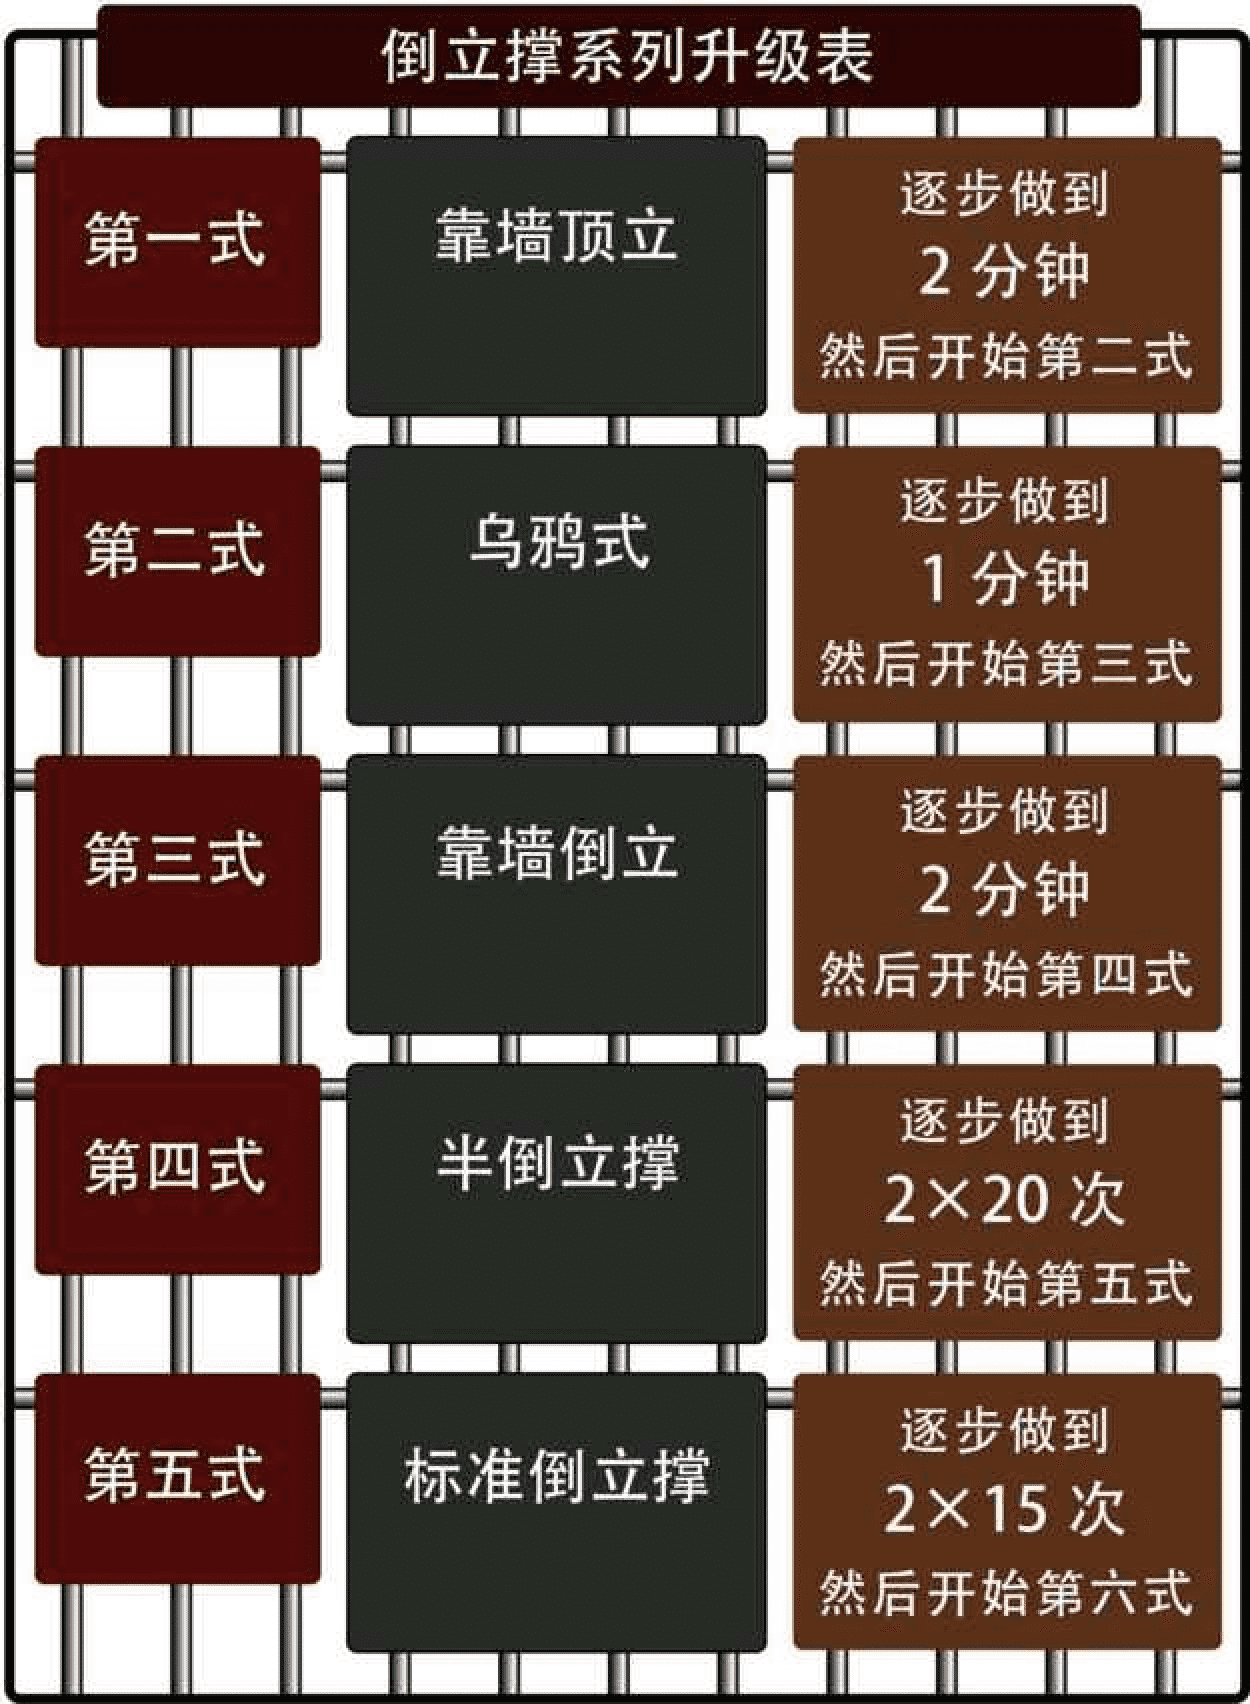 倒立撑系列升级表
第一式
靠墙顶立
逐步做到
2 分钟
然后开始第二式
第二式
乌鸦式
逐步做到
1 分钟
然后开始第三式
第三式
靠墙倒立
逐步做到
2 分钟
然后开始第四式
第四式
半倒立撑
逐步做到
2×20 次
然后开始第五式
第五式
标准倒立撑
逐步做到
2×15 次
然后开始第六式